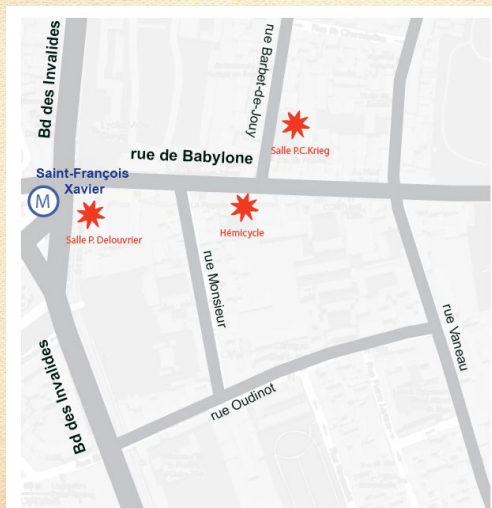 Bd des Invalides
rue Barbet-de-Jouy
Salle P.C.Krieg
rue de Babylone
Saint-François
Xavier
M
Salle P. Delouvrier
Hémicycle
rue Monsieur
rue Vaneau
Bd des Invalides
rue Oudinot